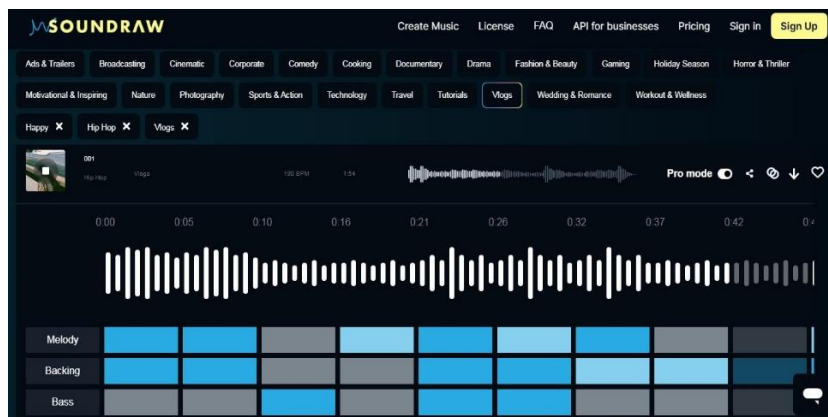 SOUNDRAW Create Music License FAQ API for businesses Pricing Sign in Sign Up
Ads & Trailers Broadcasting Cinematic Corporate Comedy Cooking Documentary Drama Fashion & Beauty Gaming Holiday Season Horror & Thriller
Motivational & Inspiring Nature Photography Sports & Action Technology Travel Tutorials Vlogs Wedding & Romance Workout & Wellness
Happy X Hip Hop X Vlogs X
001
Hip Hop Vlogs BPM 1:54 Pro mode
0:00 0:05 0:10 0:16 0:21 0:26 0:32 0:37 0:42
Melody
Backing
Bass